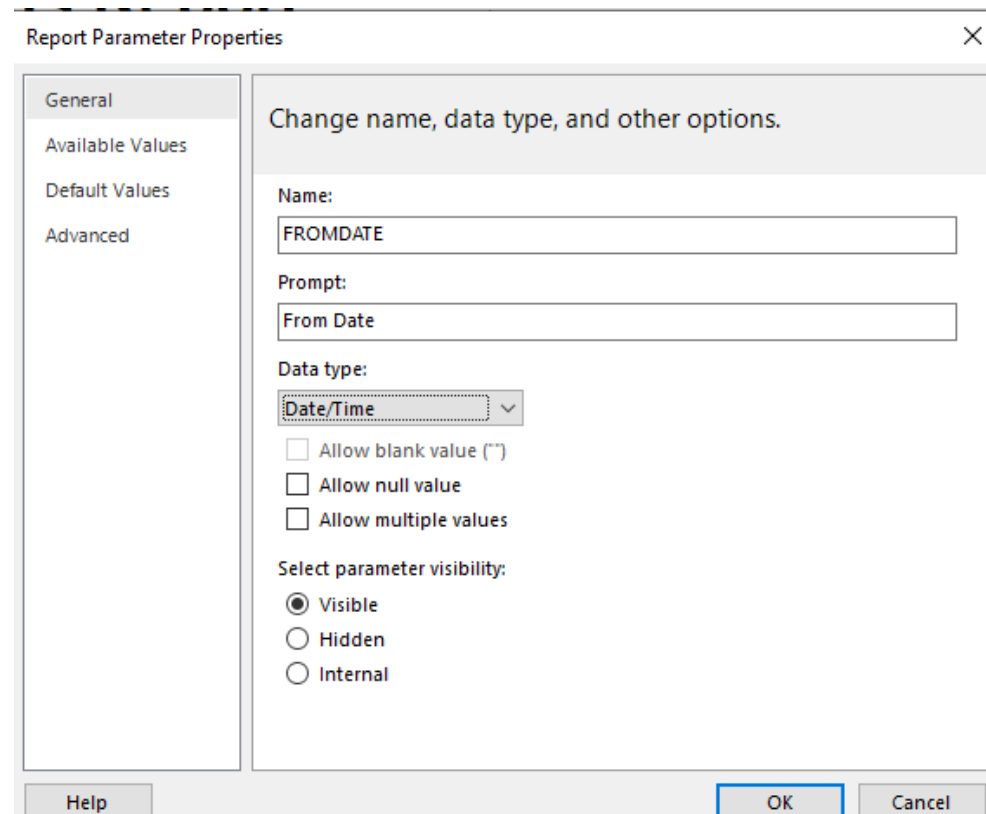 Report Parameter Properties
General
Available Values
Default Values
Advanced
Change name, data type, and other options.
Name:
FROMDATE
Prompt:
From Date
Data type:
Date/Time
Allow blank value ("")
Allow null value
Allow multiple values
Select parameter visibility:
Visible
Hidden
Internal
Help
OK
Cancel